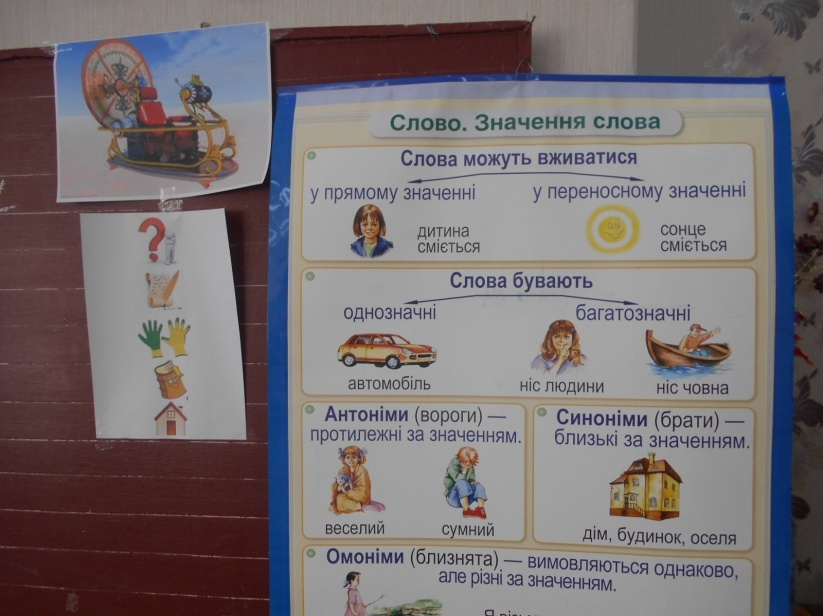 Слово. Значення слова
Слова можуть вживатися
у прямому значенні
у переносному значенні
дитина
сміється
сонце
сміється
Слова бувають
однозначні
багатозначні
автомобіль
ніс людини
ніс човна
Антоніми (вороги) —
протилежні за значенням.
веселий
сумний
Синоніми (брати) —
близькі за значенням.
дім, будинок, оселя
Омоніми (близнята) — вимовляються однаково,
але різні за значенням.